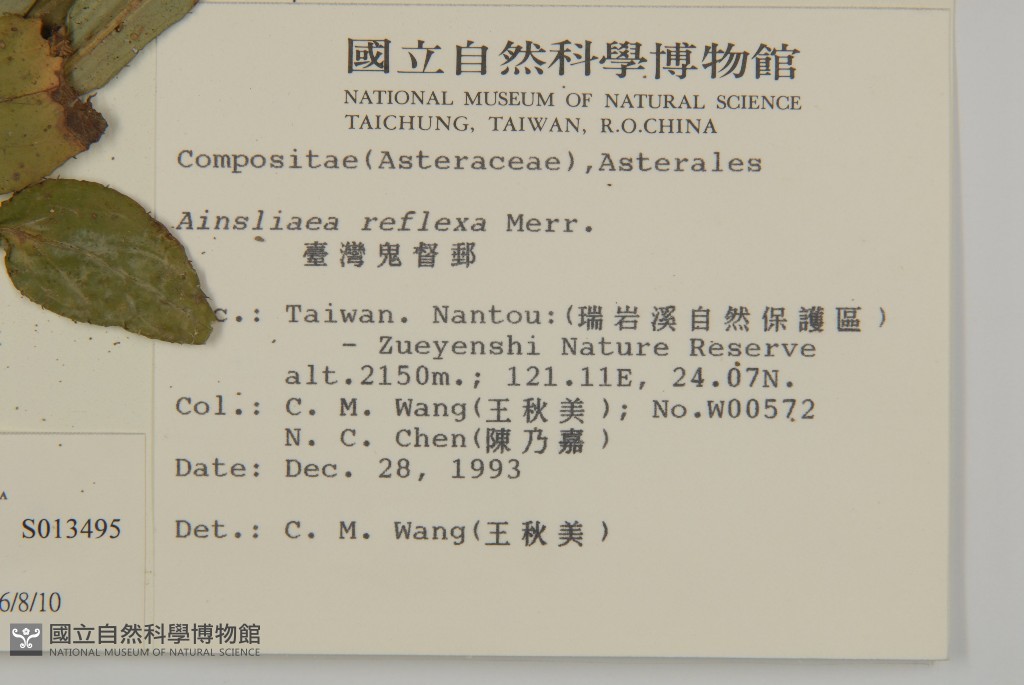 國立自然科學博物館
NATIONAL MUSEUM OF NATURAL SCIENCE
TAICHUNG, TAIWAN, R.O.CHINA
Compositae(Asteraceae),Asterales
Ainsliaea reflexa Merr.
臺灣鬼督郵
c.: Taiwan. Nantou:(瑞岩溪自然保護區)
- Zueyenshi Nature Reserve
alt.2150m.; 121.11E, 24.07N.
Col.: C. M. Wang(王秋美); No.W00572
N. C. Chen(陳乃嘉)
Date: Dec. 28, 1993
Det.: C. M. Wang(王秋美)
S013495
6/8/10
國立自然科學博物館
NATIONAL MUSEUM OF NATURAL SCIENCE